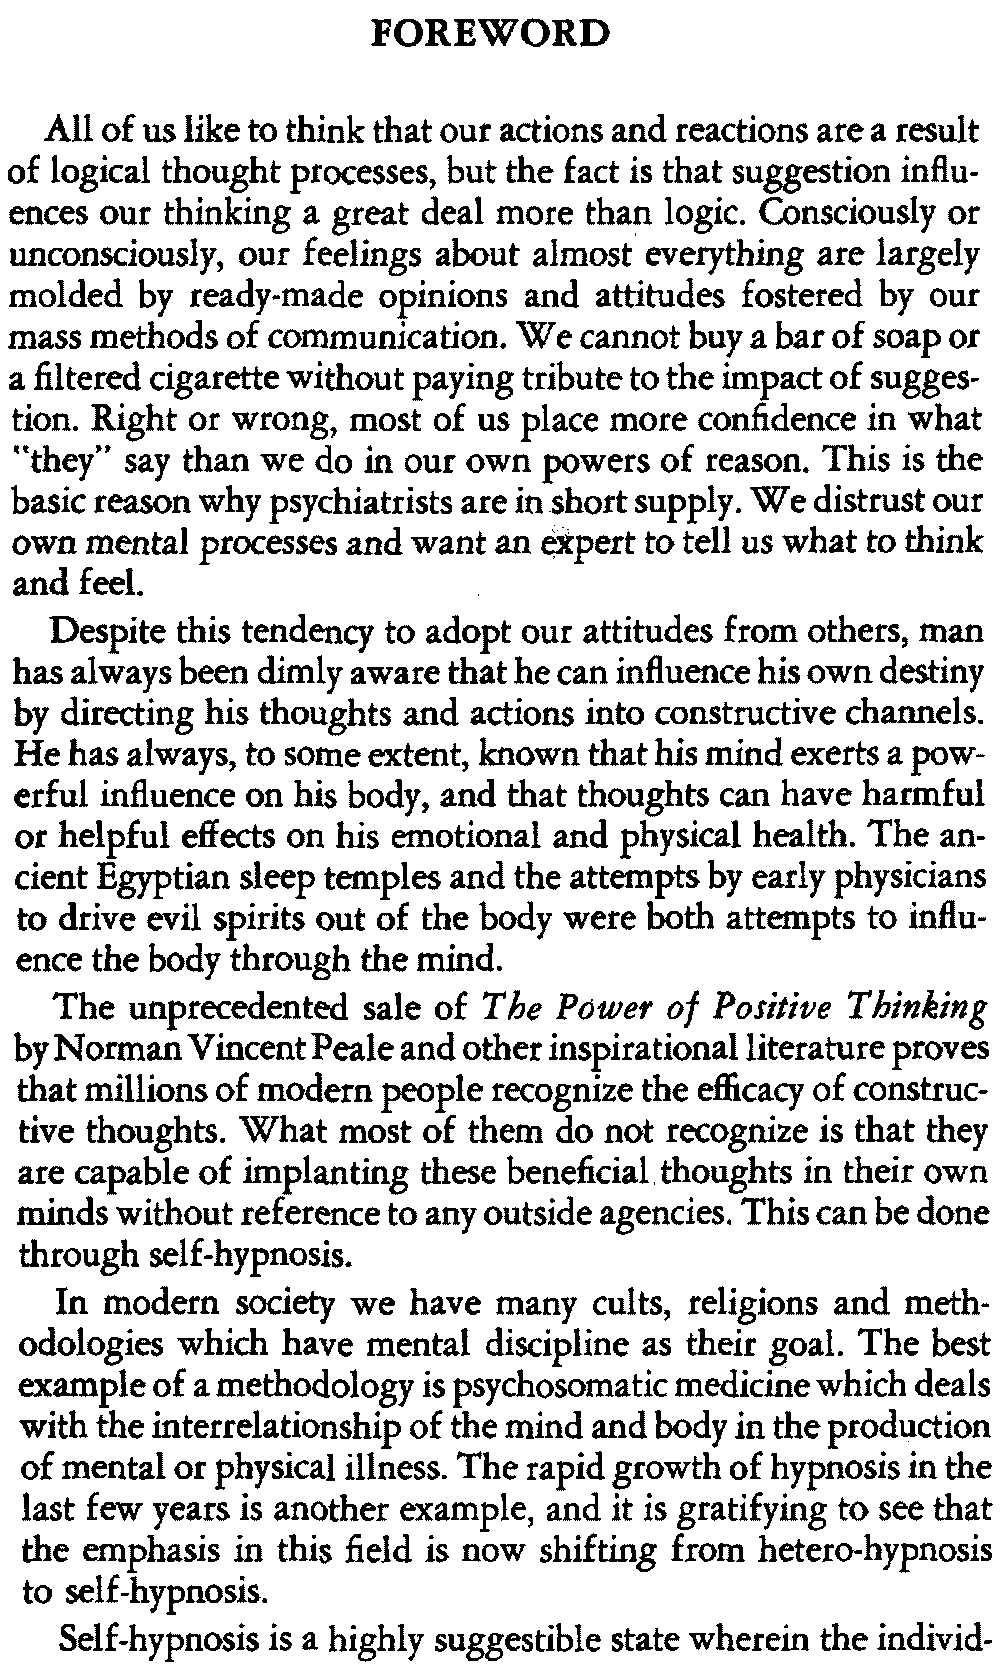 FOREWORD
All of us like to think that our actions and reactions are a result
of logical thought processes, but the fact is that suggestion influ-
ences our thinking a great deal more than logic. Consciously or
unconsciously, our feelings about almost everything are largely
molded by ready-made opinions and attitudes fostered by our
mass methods of communication. We cannot buy a bar of soap or
a filtered cigarette without paying tribute to the impact of sugges-
tion. Right or wrong, most of us place more confidence in what
"they" say than we do in our own powers of reason. This is the
basic reason why psychiatrists are in short supply. We distrust our
own mental processes and want an expert to tell us what to think
and feel.
Despite this tendency to adopt our attitudes from others, man
has always been dimly aware that he can influence his own destiny
by directing his thoughts and actions into constructive channels.
He has always, to some extent, known that his mind exerts a pow-
erful influence on his body, and that thoughts can have harmful
or helpful effects on his emotional and physical health. The an-
cient Egyptian sleep temples and the attempts by early physicians
to drive evil spirits out of the body were both attempts to influ-
ence the body through the mind.
The unprecedented sale of The Power of Positive Thinking
by Norman Vincent Peale and other inspirational literature proves
that millions of modern people recognize the efficacy of construc-
tive thoughts. What most of them do not recognize is that they
are capable of implanting these beneficial thoughts in their own
minds without reference to any outside agencies. This can be done
through self-hypnosis.
In modern society we have many cults, religions and meth-
odologies which have mental discipline as their goal. The best
example of a methodology is psychosomatic medicine which deals
with the interrelationship of the mind and body in the production
of mental or physical illness. The rapid growth of hypnosis in the
last few years is another example, and it is gratifying to see that
the emphasis in this field is now shifting from hetero-hypnosis
to self-hypnosis.
Self-hypnosis is a highly suggestible state wherein the individ-